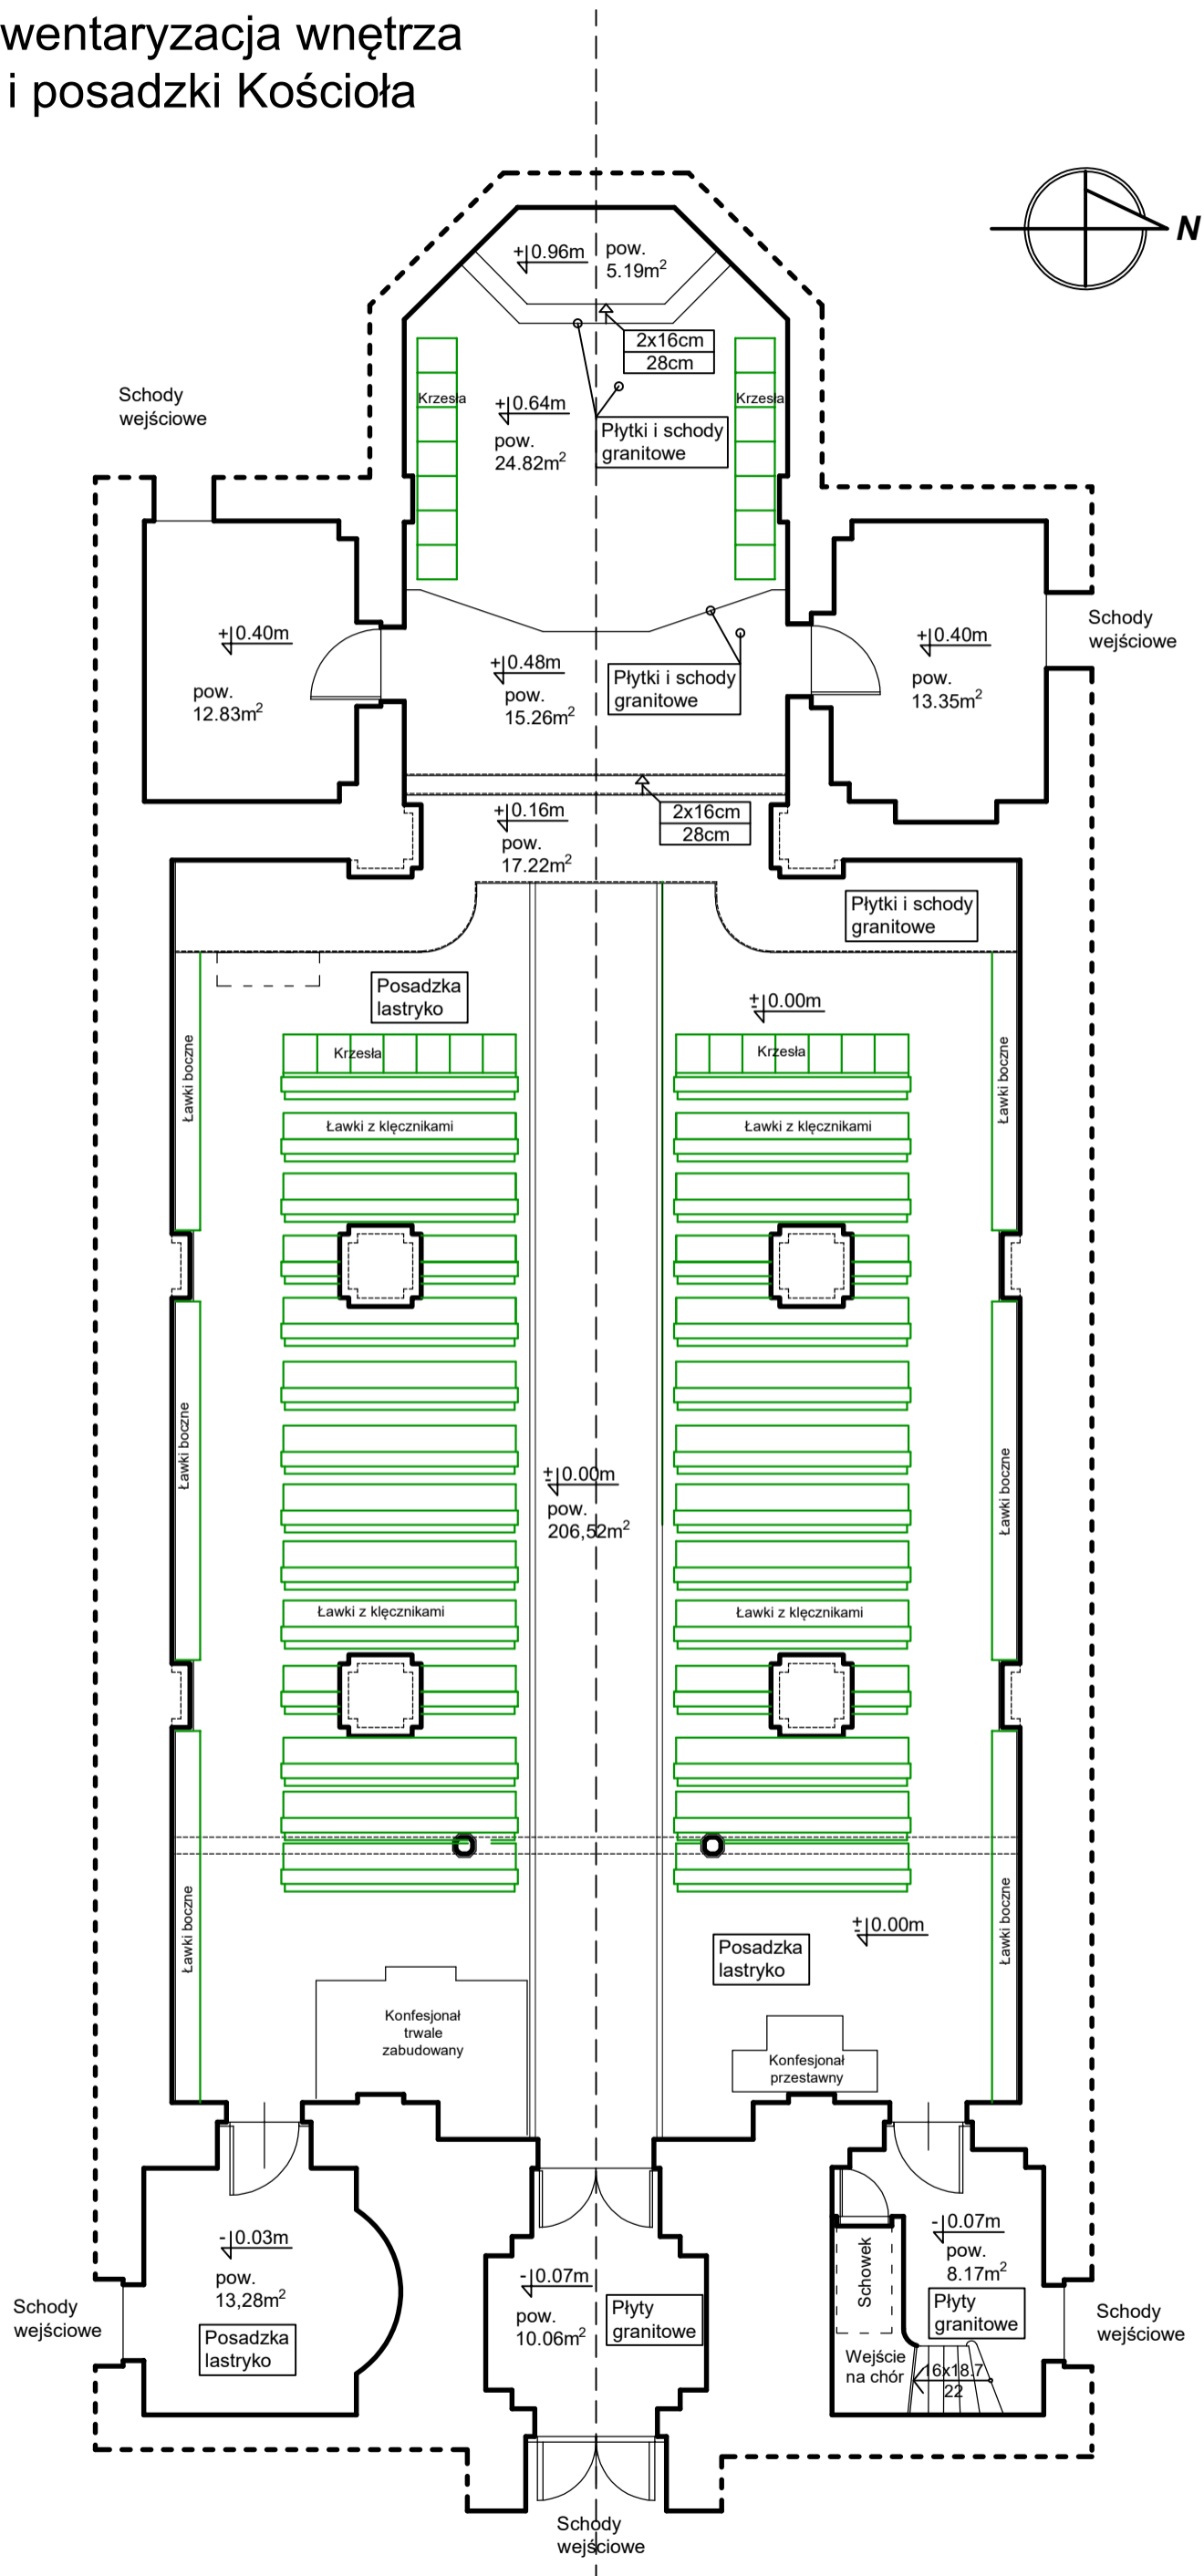 wentaryzacja wnętrza
i posadzki Kościoła
N
+0.96m
pow.
5.19m²
2x16cm
28cm
Krzesła
Krzesła
+0.64m
pow.
24.82m²
Płytki i schody
granitowe
Schody
wejściowe
+0.40m
pow.
12.83m²
+0.48m
pow.
15.26m²
Płytki i schody
granitowe
+0.40m
pow.
13.35m²
Schody
wejściowe
+0.16m
pow.
17.22m²
2x16cm
28cm
Płytki i schody
granitowe
Posadzka
lastryko
±0.00m
Ławki boczne
Krzesła
Krzesła
Ławki boczne
Ławki z klęcznikami
Ławki z klęcznikami
Ławki boczne
±0.00m
pow.
206,52m²
Ławki boczne
Ławki z klęcznikami
Ławki z klęcznikami
Ławki boczne
±0.00m
Posadzka
lastryko
Ławki boczne
Konfesjonał
trwale
zabudowany
Konfesjonał
przestawny
-0.03m
pow.
13,28m²
Posadzka
lastryko
Schody
wejściowe
-0.07m
pow.
10.06m²
Płyty
granitowe
Schowek
-0.07m
pow.
8.17m²
Płyty
granitowe
Wejście
na chór
16x18.7
22
Schody
wejściowe
Schody
wejściowe